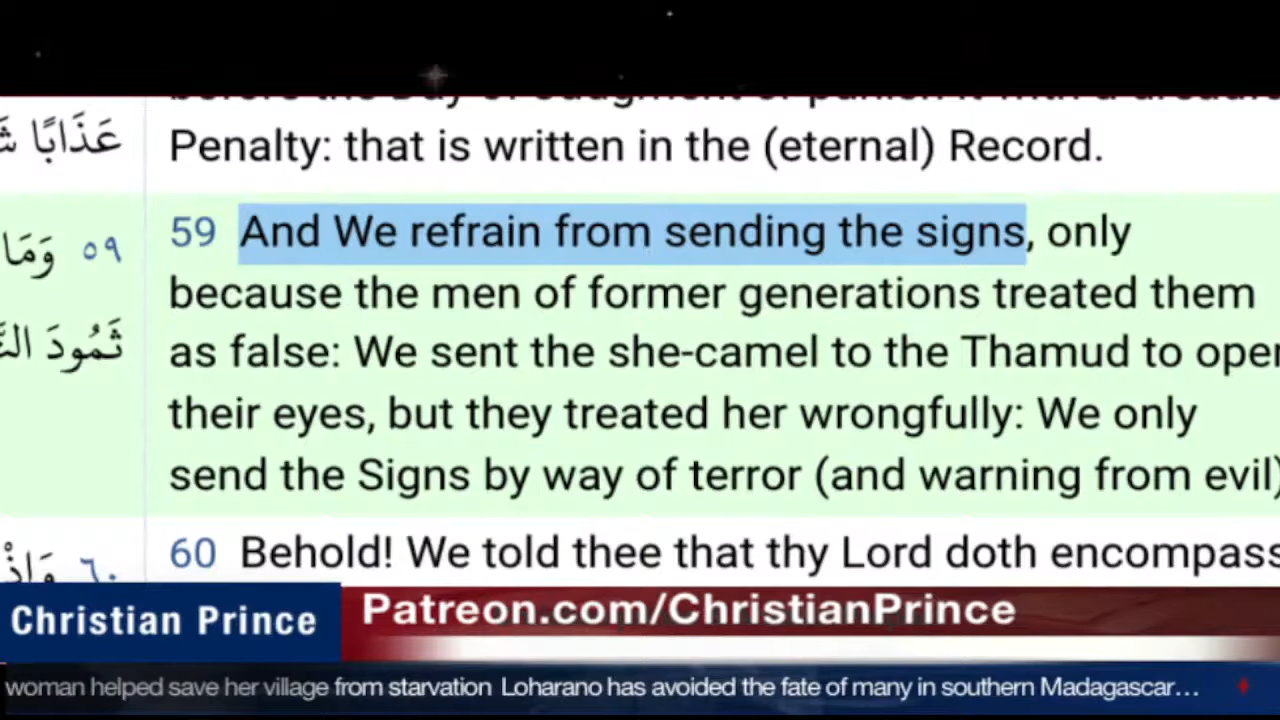 عَذَابًا
Penalty: that is written in the (eternal) Record.
59 And We refrain from sending the signs, only
٥٩ وَمَا
because the men of former generations treated them
as false: We sent the she-camel to the Thamud to open
ثَمُودَ
their eyes, but they treated her wrongfully: We only
send the Signs by way of terror (and warning from evil)
60 Behold! We told thee that thy Lord doth encompass
٦٠ وَإِذْ
Christian Prince
Patreon.com/ChristianPrince
woman helped save her village from starvation Loharano has avoided the fate of many in southern Madagascar...